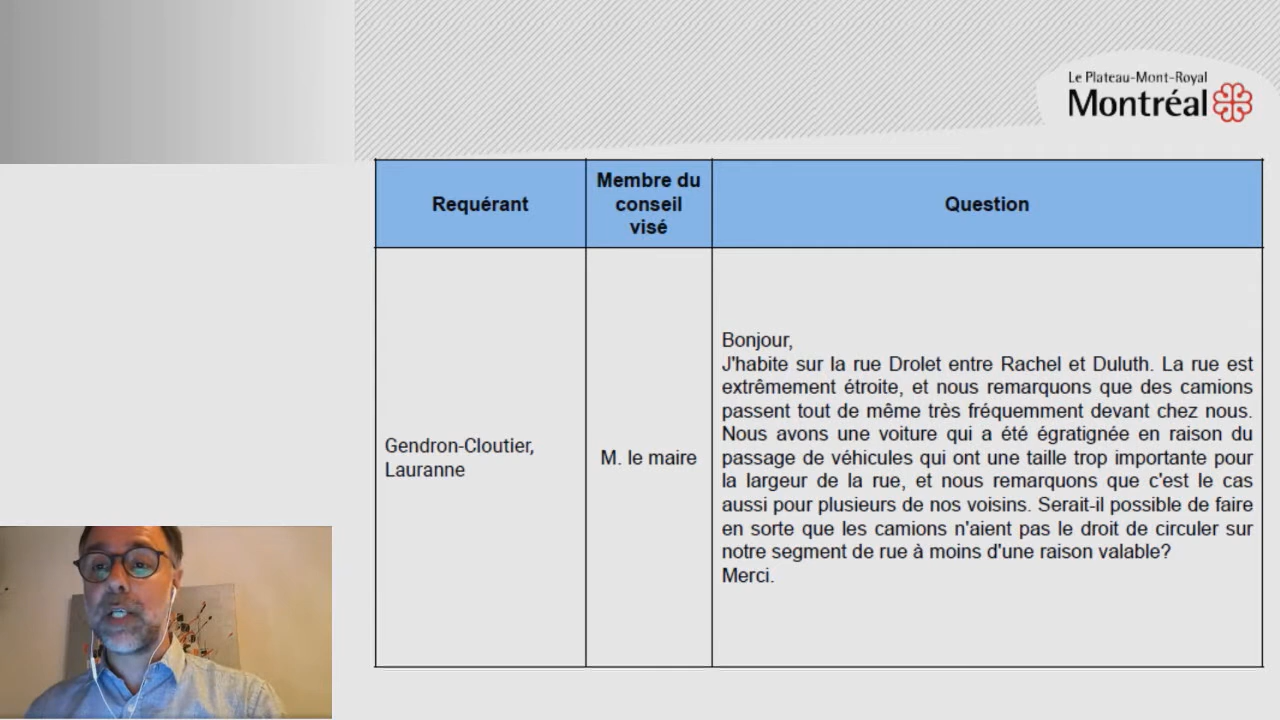 Le Plateau-Mont-Royal
Montréal
Requérant
Membre du
conseil
visé
Question
Gendron-Cloutier,
Lauranne
M. le maire
Bonjour,
J'habite sur la rue Drolet entre Rachel et Duluth. La rue est
extrêmement étroite, et nous remarquons que des camions
passent tout de même très fréquemment devant chez nous.
Nous avons une voiture qui a été égratignée en raison du
passage de véhicules qui ont une taille trop importante pour
la largeur de la rue, et nous remarquons que c'est le cas
aussi pour plusieurs de nos voisins. Serait-il possible de faire
en sorte que les camions n'aient pas le droit de circuler sur
notre segment de rue à moins d'une raison valable?
Merci.